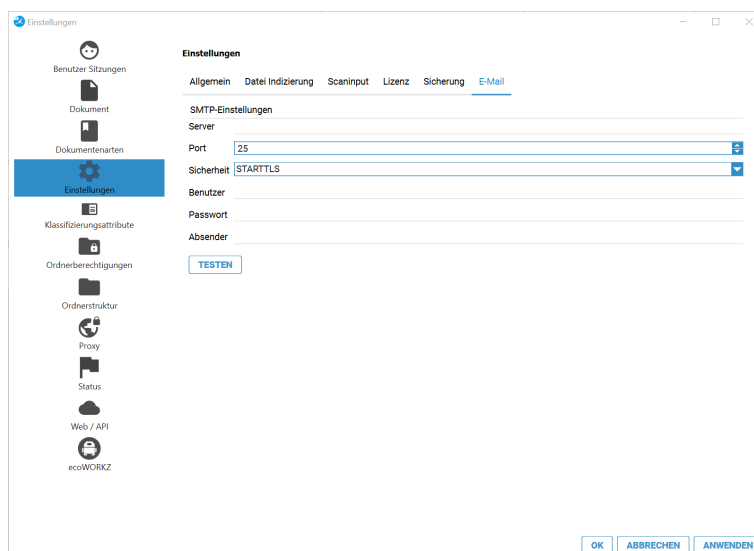 Einstellungen
Benutzer Sitzungen
Dokument
Dokumentenarten
Einstellungen
Klassifizierungsattribute
Ordnerberechtigungen
Ordnerstruktur
Proxy
Status
Web / API
ecoWORKZ
Einstellungen
Allgemein Datei Indizierung Scaninput Lizenz Sicherung E-Mail
SMTP-Einstellungen
Server
Port 25
Sicherheit STARTTLS
Benutzer
Passwort
Absender
TESTEN
OK ABBRECHEN ANWENDEN